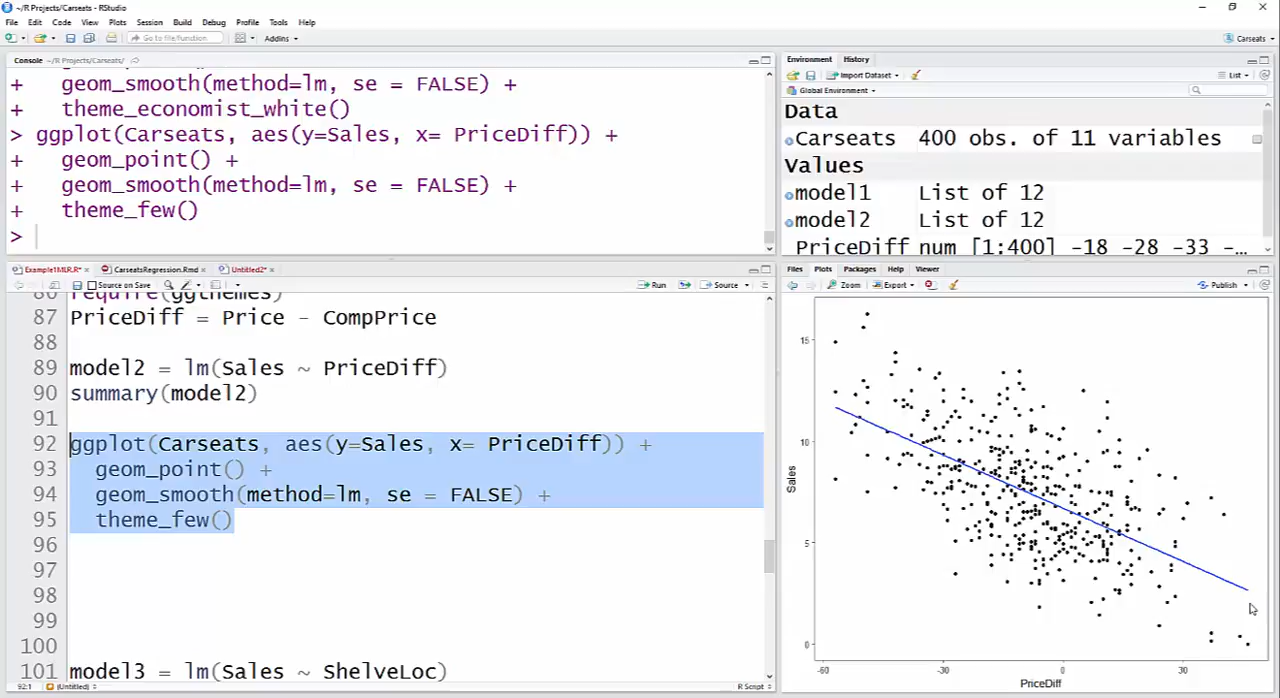 ~/R Projects/Carseats - RStudio
File Edit Code View Plots Session Build Debug Profile Tools Help
Go to file/function Addins Carseats
Console ~/R Projects/Carseats/
+ geom_smooth(method=lm, se = FALSE) +
+ theme_economist_white()
> ggplot(Carseats, aes(y=Sales, x= PriceDiff)) +
+ geom_point() +
+ geom_smooth(method=lm, se = FALSE) +
+ theme_few()
>
Environment History
Import Dataset List
Global Environment
Data
Carseats 400 obs. of 11 variables
Values
model1 List of 12
model2 List of 12
PriceDiff num [1:400] -18 -28 -33 -...
Example1MLR.R* CarseatsRegression.Rmd Untitled2*
Source on Save Run Source
86 require(ggthemes)
87 PriceDiff = Price - CompPrice
88
89 model2 = lm(Sales ~ PriceDiff)
90 summary(model2)
91
92 ggplot(Carseats, aes(y=Sales, x= PriceDiff)) +
93 geom_point() +
94 geom_smooth(method=lm, se = FALSE) +
95 theme_few()
96
97
98
99
100
101 model3 = lm(Sales ~ ShelveLoc)
92:1 (Untitled) R Script
Files Plots Packages Help Viewer
Zoom Export Publish
15
10
5
0
Sales
-60 -30 0 30
PriceDiff